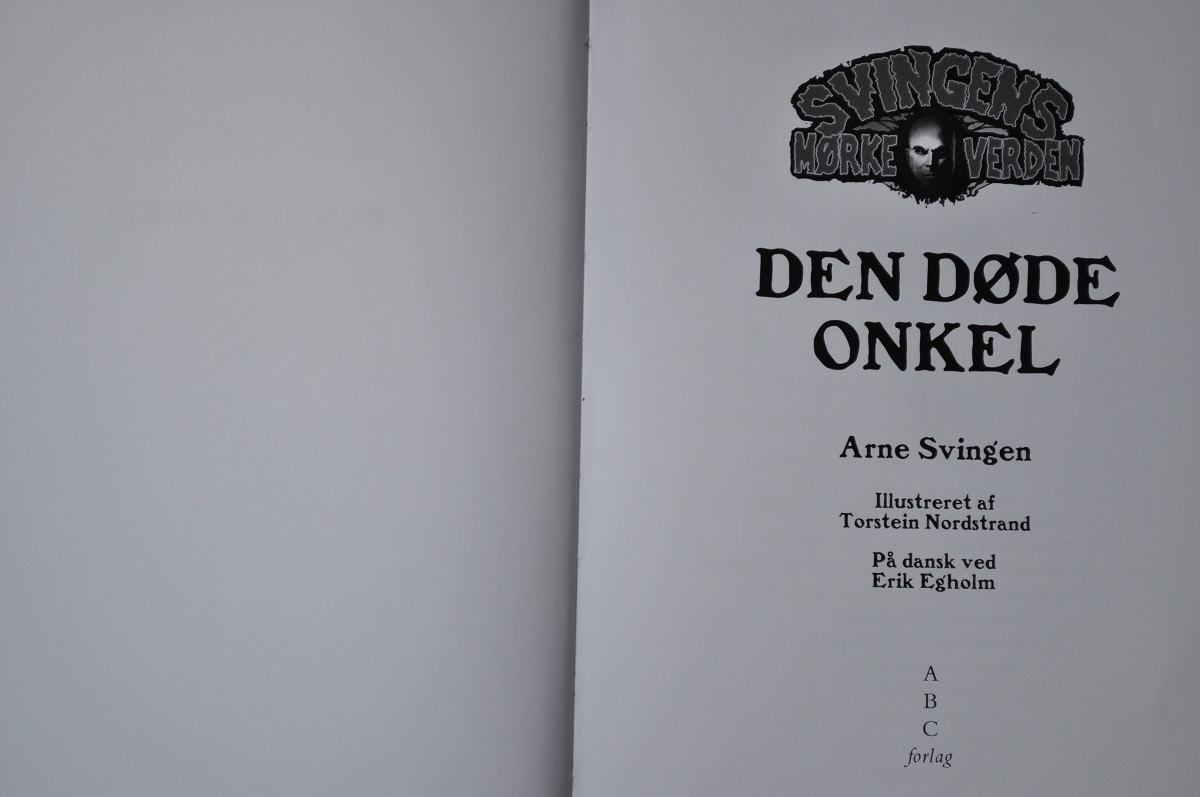 SVINGENS
MØRKE VERDEN
DEN DØDE
ONKEL
Arne Svingen
Illustreret af
Torstein Nordstrand
På dansk ved
Erik Egholm
A
B
C
forlag